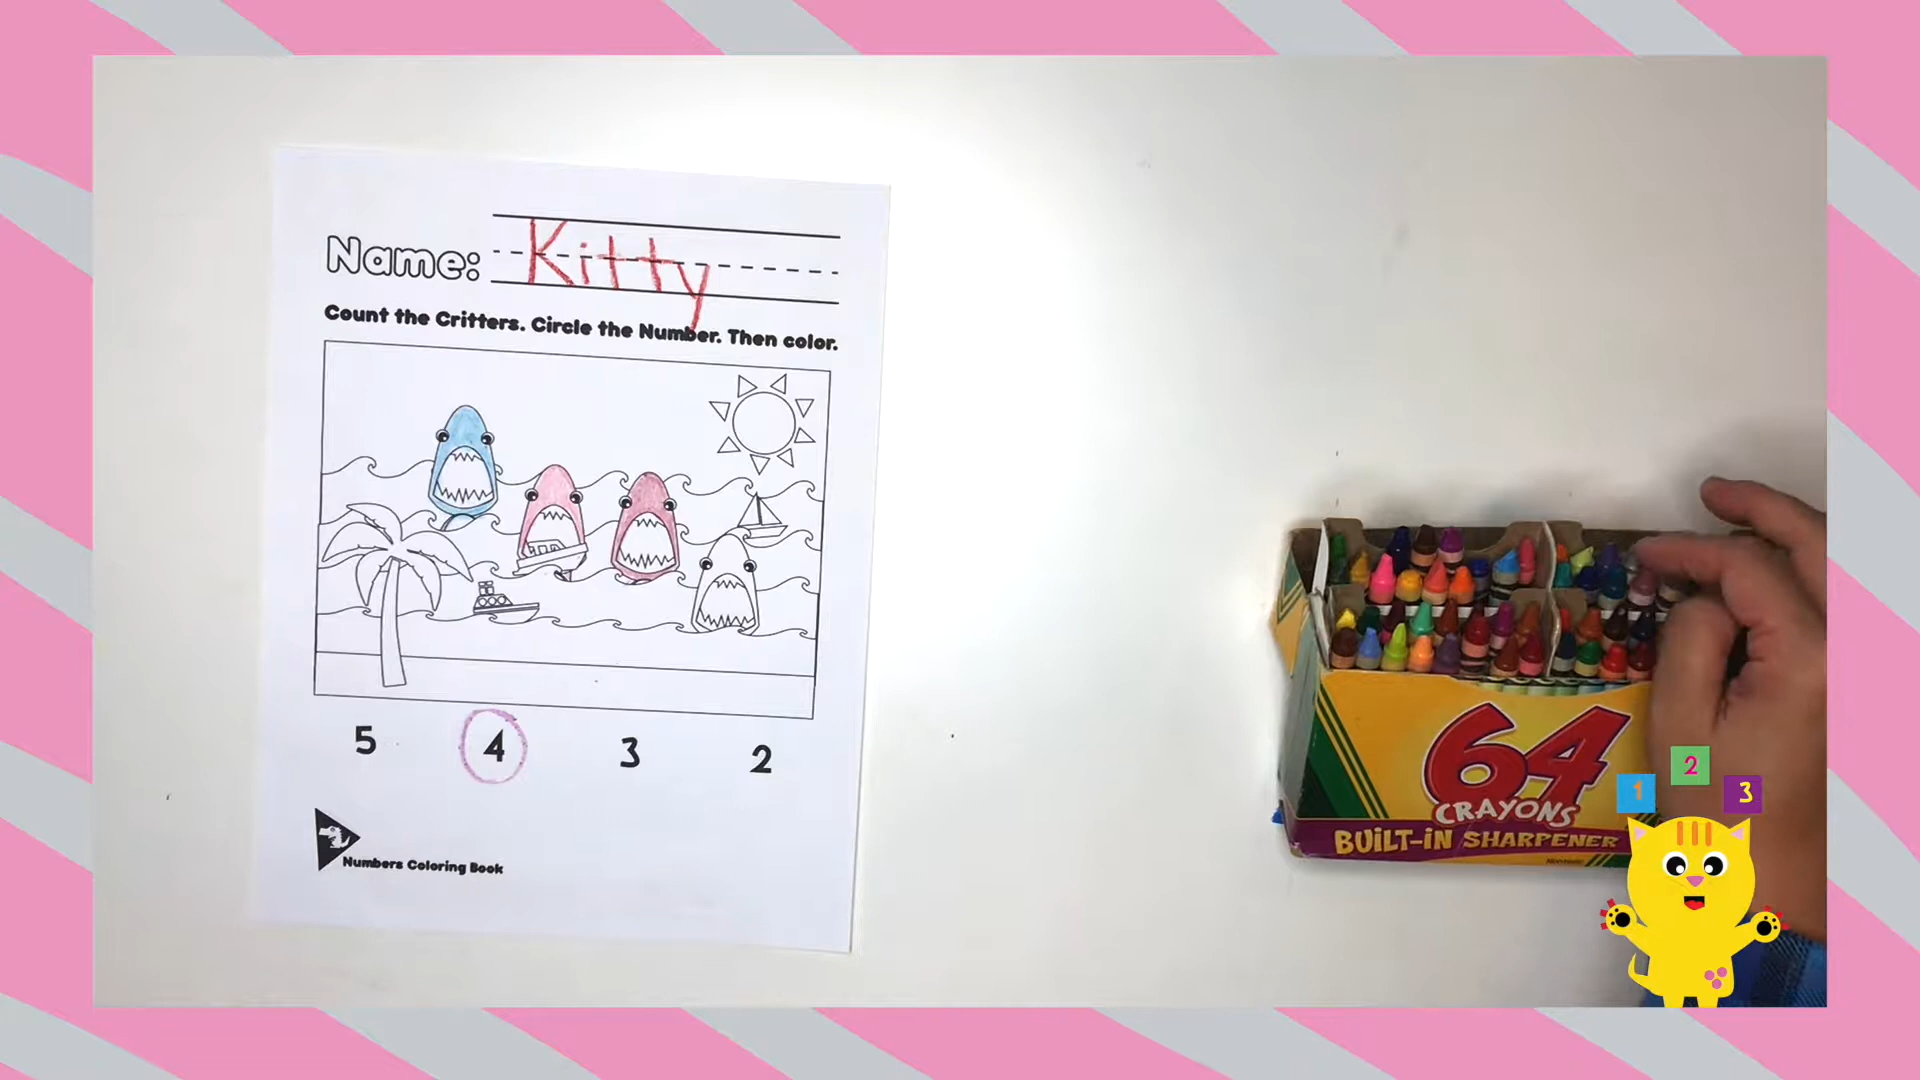 Name: Kitty
Count the Critters. Circle the Number. Then color.
5 4 3 2
Numbers Coloring Book
64
CRAYONS
BUILT-IN SHARPENER
1 2 3